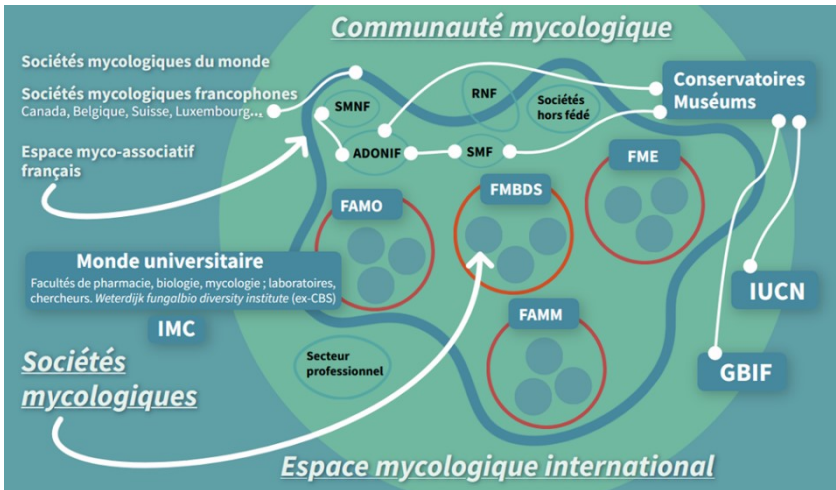 Communauté mycologique
Sociétés mycologiques du monde
Sociétés mycologiques francophones
Canada, Belgique, Suisse, Luxembourg...
Espace myco-associatif
français
SMNF
RNF
Sociétés
hors fédé
Conservatoires
Muséums
ADONIF
SMF
FME
FAMO
FMBDS
Monde universitaire
Facultés de pharmacie, biologie, mycologie ; laboratoires,
chercheurs. Weterdijk fungalbio diversity institute (ex-CBS)
IUCN
IMC
FAMM
Sociétés
mycologiques
Secteur
professionnel
GBIF
Espace mycologique international